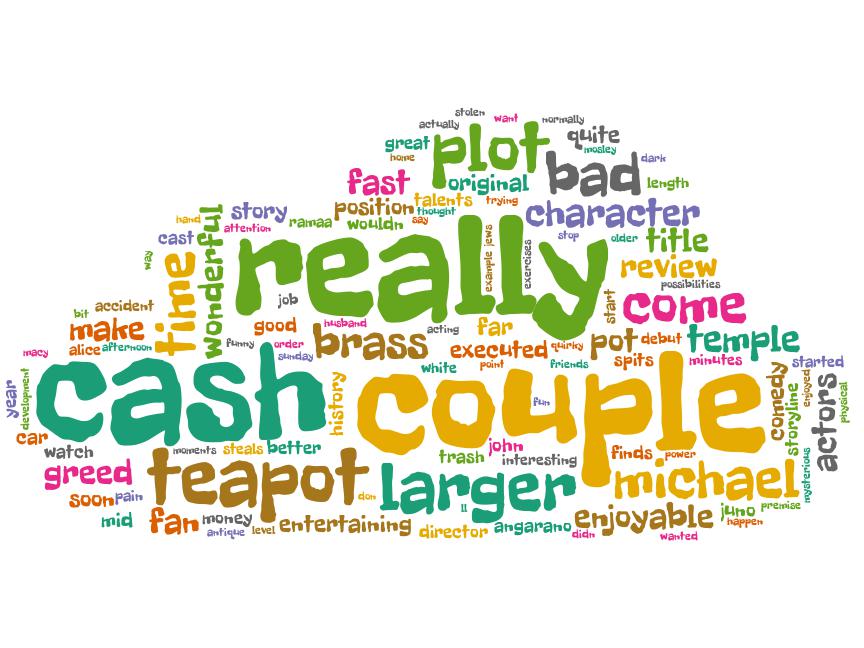 stolen
want
actually
normally
great
plot
quite
mosley
home
bad
dark
fast
original
length
talents
trying
story
position
thought
character
hand
ramaa
wouldn
say
attention
cast
wonderful
really
example jews
exercises
stop
older
title
way
time
review
possibilities
job
start
come
accident
bit
make
good
husband
acting
far
funny
order
brass
executed
quirky
pot
debut
temple
macy
alice
afternoon
sunday
white
point
friends
spits
minutes
started
year
development
cash
history
couple
fun
comedy
storyline
enjoyed
actors
physical
car
watch
moments
steals
better
trash
john
interesting
finds
power
mysterious
greed
teapot
larger
michael
soon
pain
don
ll
mid
fan
money
antique
level
entertaining
director
angarano
didn
enjoyable
juno
premise
happen
wanted